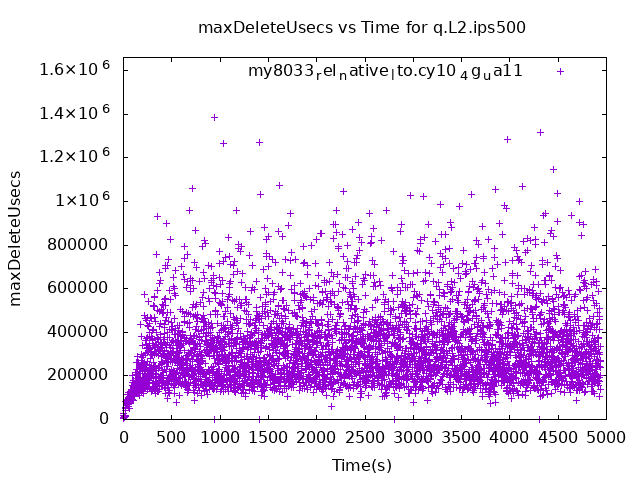 maxDeleteUsecs vs Time for q.L2.ips500
my8033relnativelto.cy104gua11
1.6×10^6
1.4×10^6
1.2×10^6
1×10^6
800000
600000
400000
200000
0
maxDeleteUsecs
0 500 1000 1500 2000 2500 3000 3500 4000 4500 5000
Time(s)